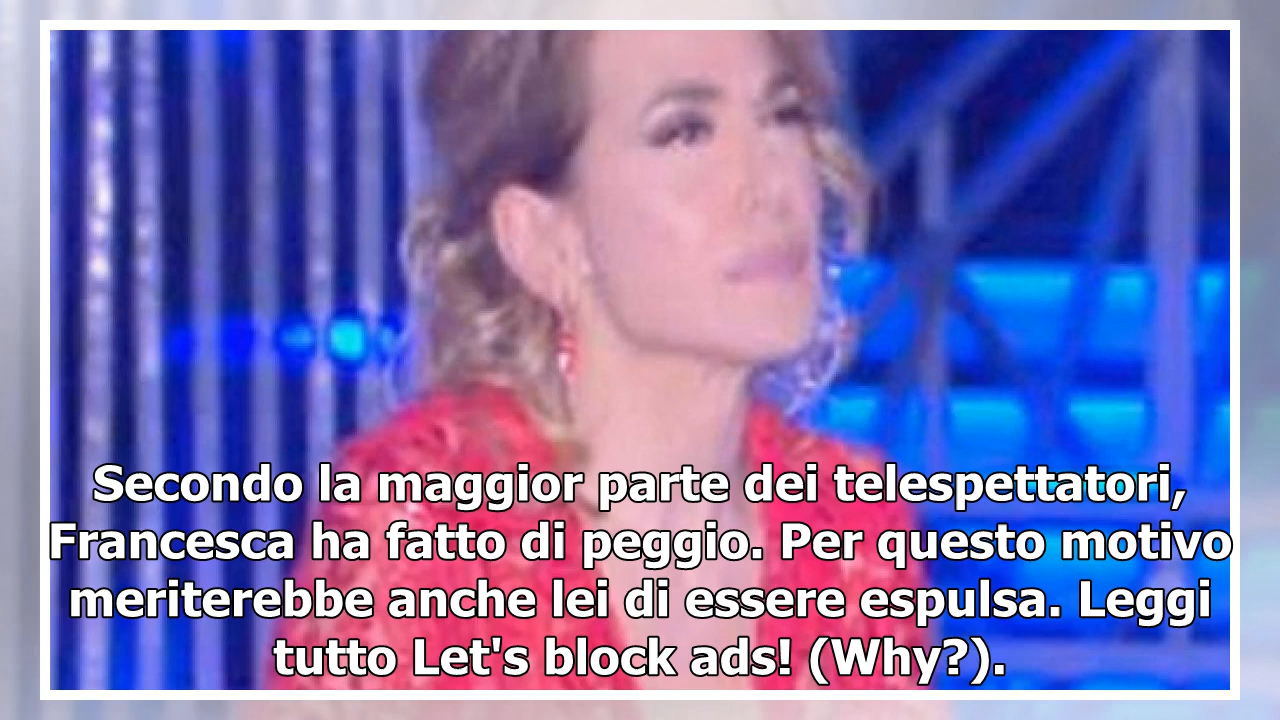 Secondo la maggior parte dei telespettatori,
Francesca ha fatto di peggio. Per questo motivo
meriterebbe anche lei di essere espulsa. Leggi
tutto Let's block ads! (Why?).